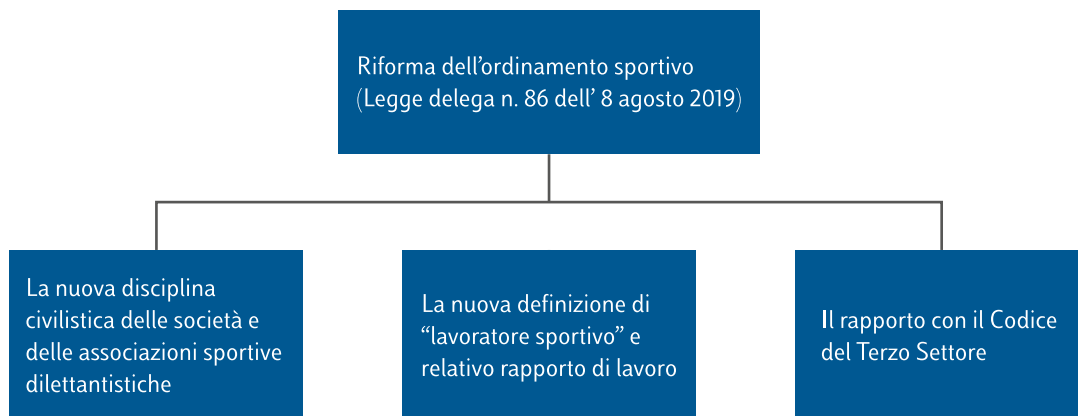 Riforma dell’ordinamento sportivo
(Legge delega n. 86 dell’ 8 agosto 2019)
La nuova disciplina
civilistica delle società e
delle associazioni sportive
dilettantistiche
La nuova definizione di
“lavoratore sportivo” e
relativo rapporto di lavoro
Il rapporto con il Codice
del Terzo Settore